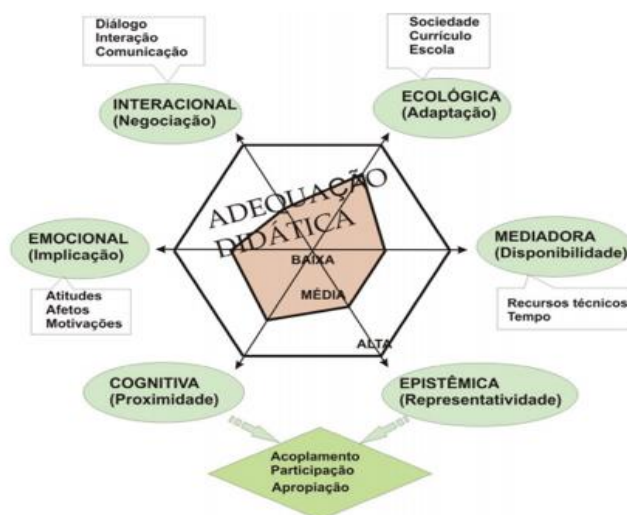 Diálogo
Interação
Comunicação
Sociedade
Currículo
Escola
INTERACIONAL
(Negociação)
ECOLÓGICA
(Adaptação)
ADEQUAÇÃO
DIDÁTICA
EMOCIONAL
(Implicação)
BAIXA
MEDIADORA
(Disponibilidade)
Atitudes
Afetos
Motivações
MÉDIA
Recursos técnicos
Tempo
ALTA
COGNITIVA
(Proximidade)
EPISTÊMICA
(Representatividade)
Acoplamento
Participação
Apropiação